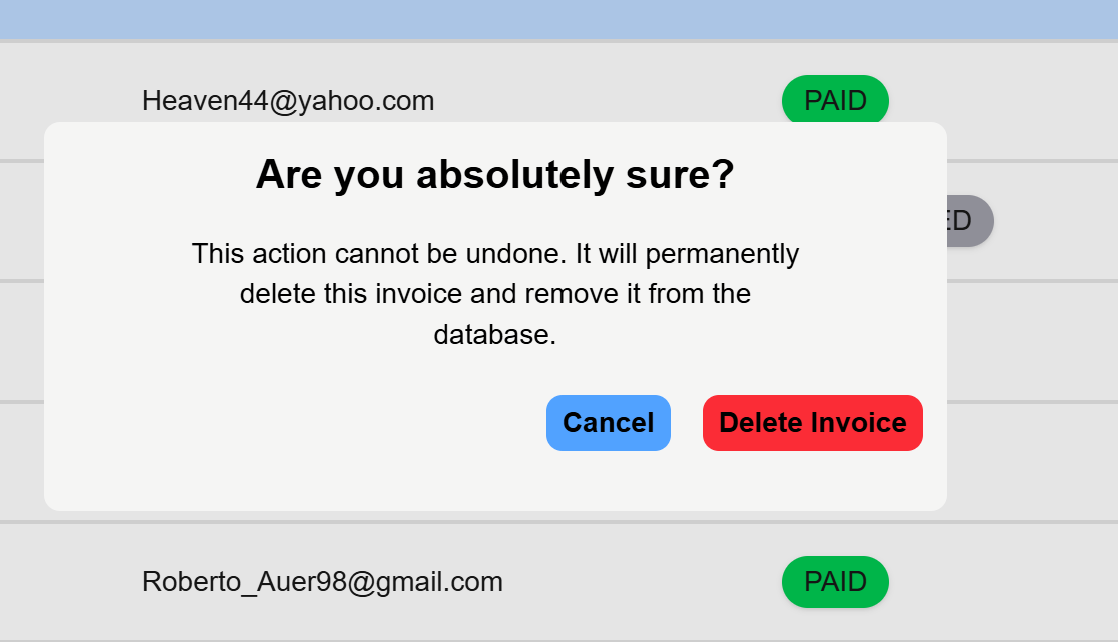 Heaven44@yahoo.com PAID
Are you absolutely sure?
ED
This action cannot be undone. It will permanently
delete this invoice and remove it from the
database.
Cancel Delete Invoice
Roberto_Auer98@gmail.com PAID